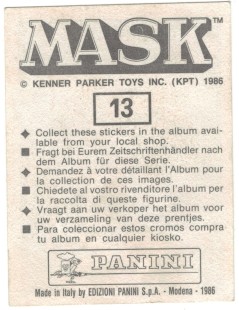 MASK™
© KENNER PARKER TOYS INC. (KPT) 1986
13
◆ Collect these stickers in the album avai-
lable from your local shop.
■ Fragt bei Eurem Zeitschriftenhändler nach
dem Album für diese Serie.
◆ Demandez à votre détaillant l'Album pour
la collection de ces images.
■ Chiedete al vostro rivenditore l'album per
la raccolta di queste figurine.
◆ Vraagt aan uw verkoper het album voor
uw verzameling van deze prentjes.
■ Para coleccionar estos cromos compra
tu album en cualquier kiosko.
PANINI
Made in Italy by EDIZIONI PANINI S.p.A. - Modena - 1986